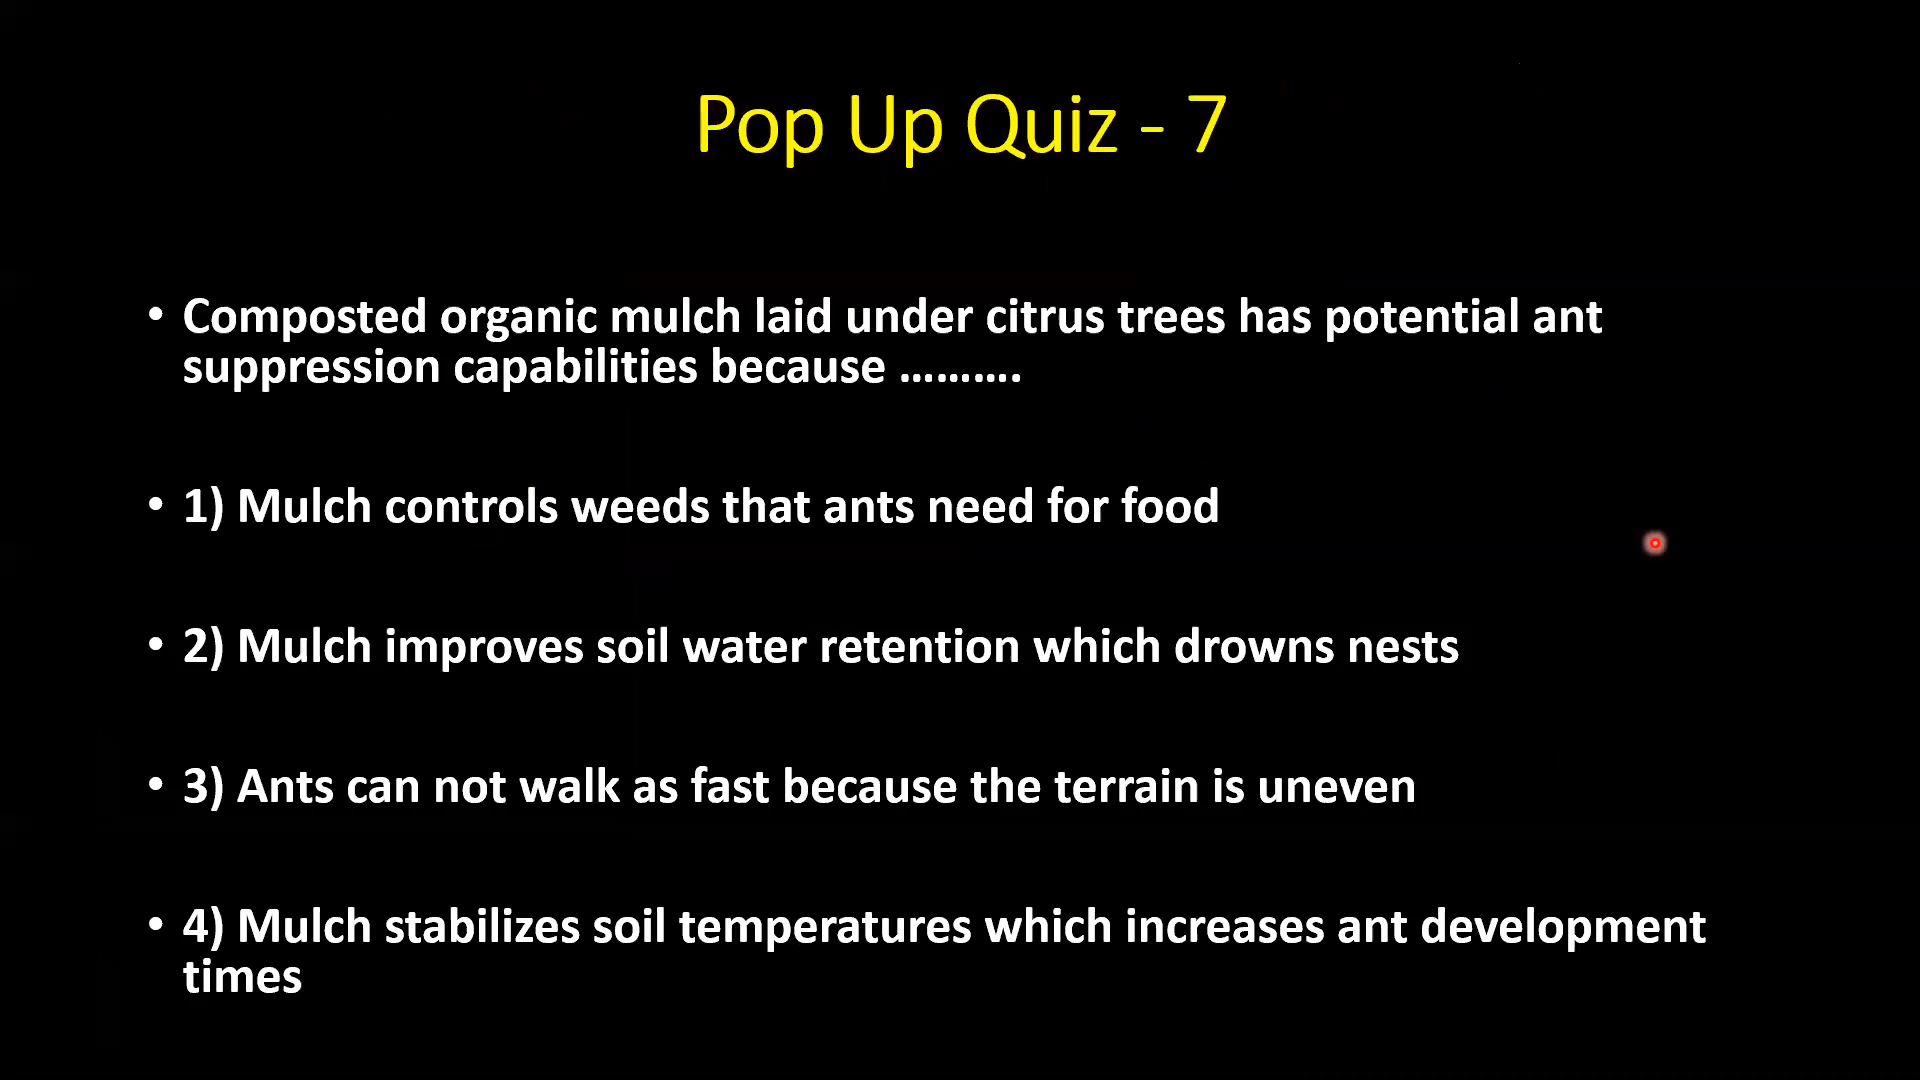 Pop Up Quiz - 7
• Composted organic mulch laid under citrus trees has potential ant
suppression capabilities because ..........
• 1) Mulch controls weeds that ants need for food
• 2) Mulch improves soil water retention which drowns nests
• 3) Ants can not walk as fast because the terrain is uneven
• 4) Mulch stabilizes soil temperatures which increases ant development
times